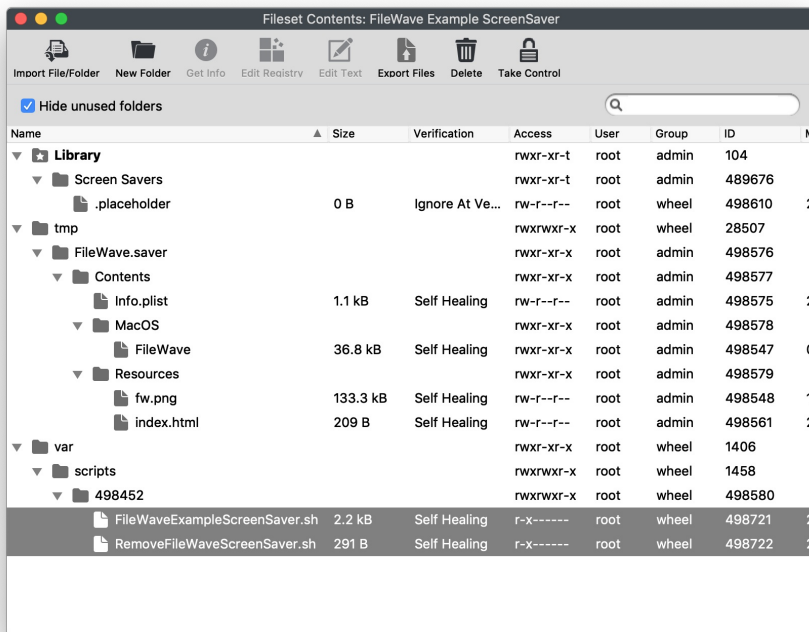 Fileset Contents: FileWave Example ScreenSaver
Import File/Folder New Folder Get Info Edit Registry Edit Text Export Files Delete Take Control
Hide unused folders
Name Size Verification Access User Group ID
Library rwxr-xr-t root admin 104
Screen Savers rwxr-xr-t root admin 489676
.placeholder 0 B Ignore At Ve... rw-r--r-- root wheel 498610
tmp rwxrwxr-x root wheel 28507
FileWave.saver rwxr-xr-x root admin 498576
Contents rwxr-xr-x root admin 498577
Info.plist 1.1 kB Self Healing rw-r--r-- root admin 498575
MacOS rwxr-xr-x root admin 498578
FileWave 36.8 kB Self Healing rwxr-xr-x root admin 498547
Resources rwxr-xr-x root admin 498579
fw.png 133.3 kB Self Healing rw-r--r-- root admin 498548
index.html 209 B Self Healing rw-r--r-- root admin 498561
var rwxr-xr-x root wheel 1406
scripts rwxrwxr-x root wheel 1458
498452 rwxrwxr-x root wheel 498580
FileWaveExampleScreenSaver.sh 2.2 kB Self Healing r-x------ root wheel 498721
RemoveFileWaveScreenSaver.sh 291 B Self Healing r-x------ root wheel 498722